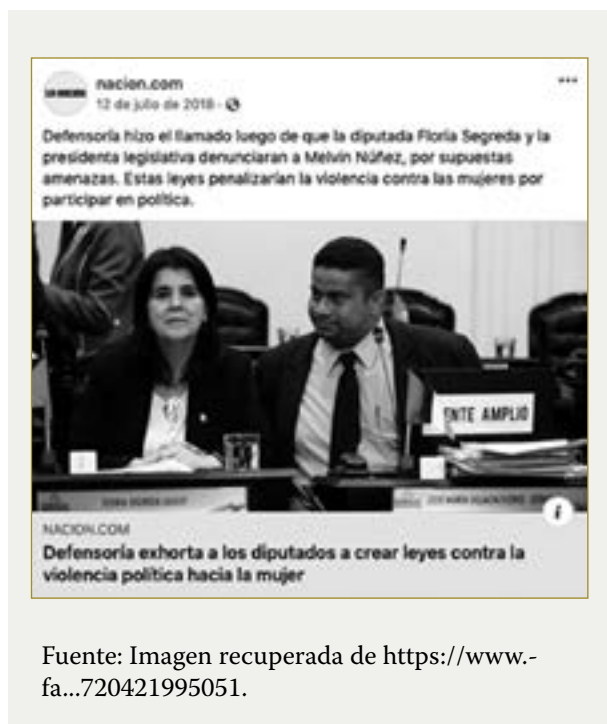 nacion.com
12 de julio de 2018 ·
Defensoría hizo el llamado luego de que la diputada Floria Segreda y la
presidenta legislativa denunciaran a Melvin Núñez, por supuestas
amenazas. Estas leyes penalizarían la violencia contra las mujeres por
participar en política.
ENTE AMPLIO
NACION.COM
Defensoría exhorta a los diputados a crear leyes contra la
violencia política hacia la mujer
Fuente: Imagen recuperada de https://www.-
fa...720421995051.